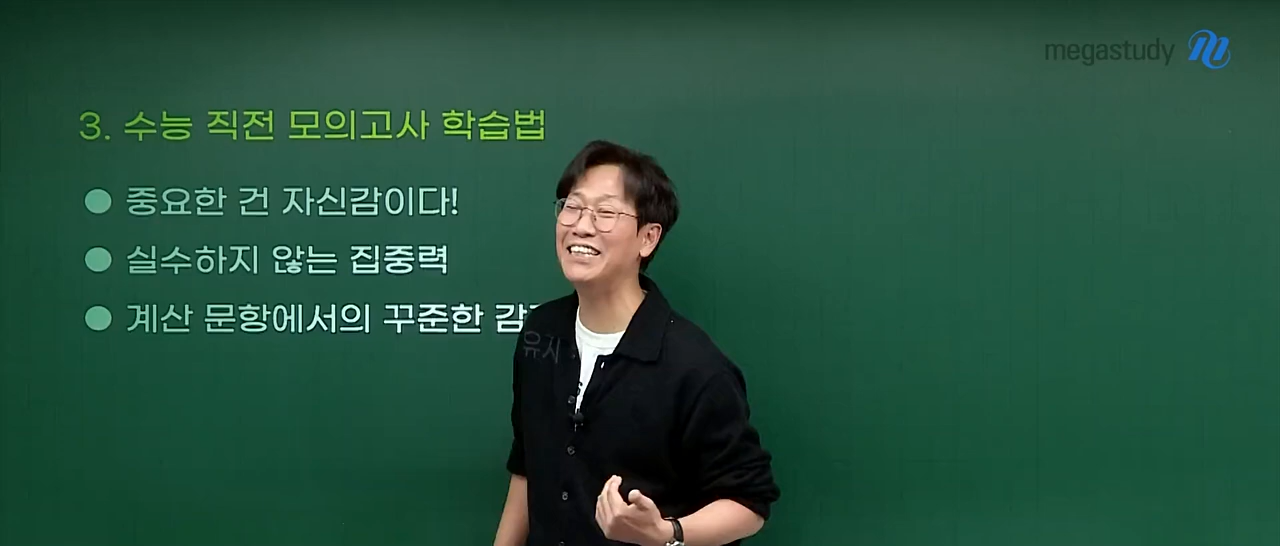 megastudy
3. 수능 직전 모의고사 학습법
● 중요한 건 자신감이다!
● 실수하지 않는 집중력
● 계산 문항에서의 꾸준한
유지